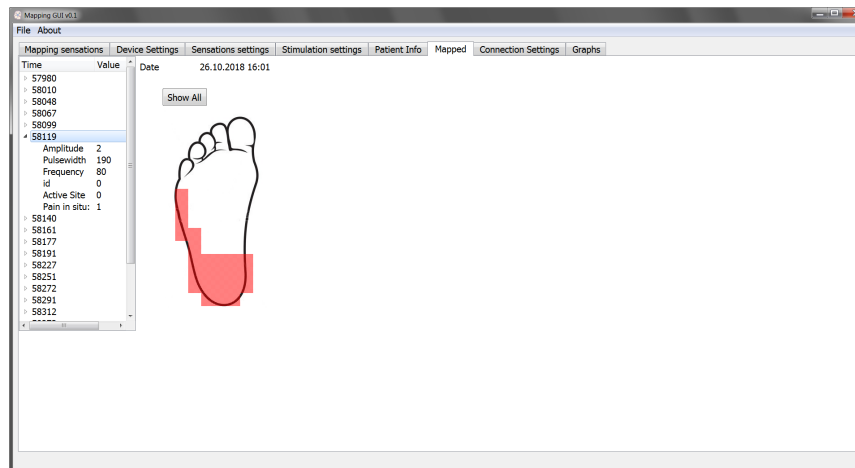 Mapping GUI v0.1
File About
Mapping sensations Device Settings Sensations settings Stimulation settings Patient Info Mapped Connection Settings Graphs
Time Value
Date 26.10.2018 16:01
57980
58010
Show All
58048
58067
58099
58119
Amplitude 2
Pulsewidth 190
Frequency 80
id 0
Active Site 0
Pain in situ: 1
58140
58161
58177
58191
58227
58251
58272
58291
58312